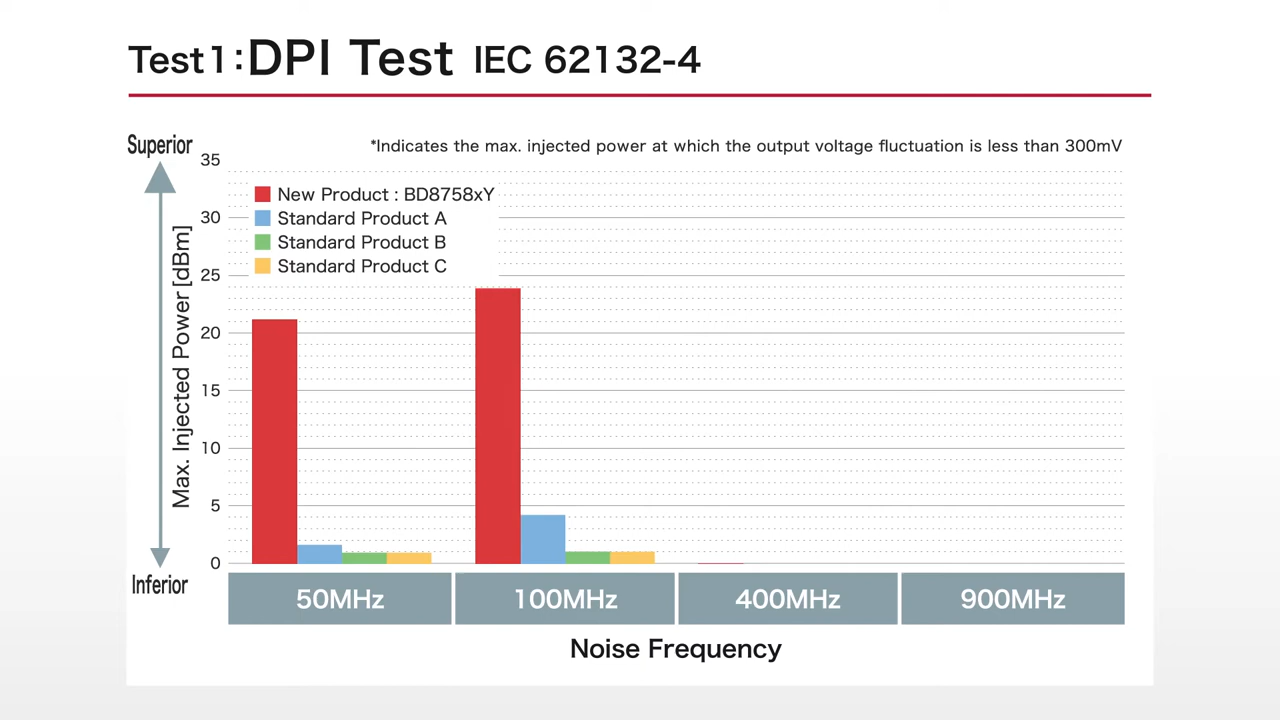 Test1:DPI Test IEC 62132-4
Superior
*Indicates the max. injected power at which the output voltage fluctuation is less than 300mV
35
New Product : BD8758xY
Standard Product A
Standard Product B
Standard Product C
30
25
20
15
10
5
0
Max. Injected Power [dBm]
Inferior
50MHz 100MHz 400MHz 900MHz
Noise Frequency